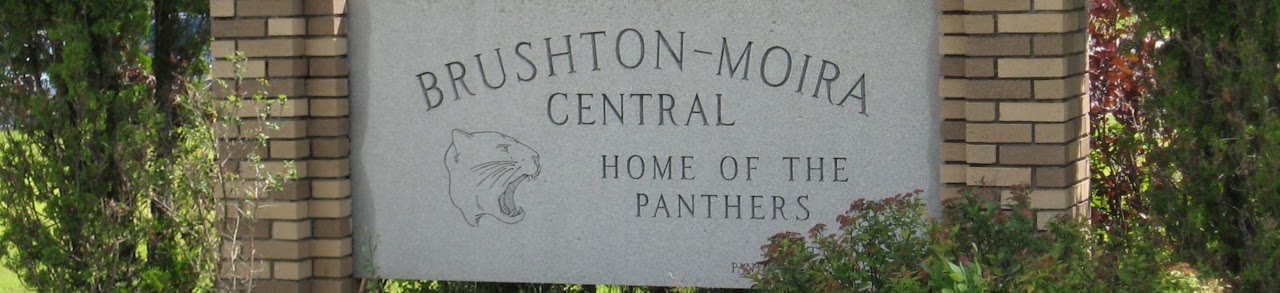 BRUSHTON-MOIRA
CENTRAL
HOME OF THE
PANTHERS